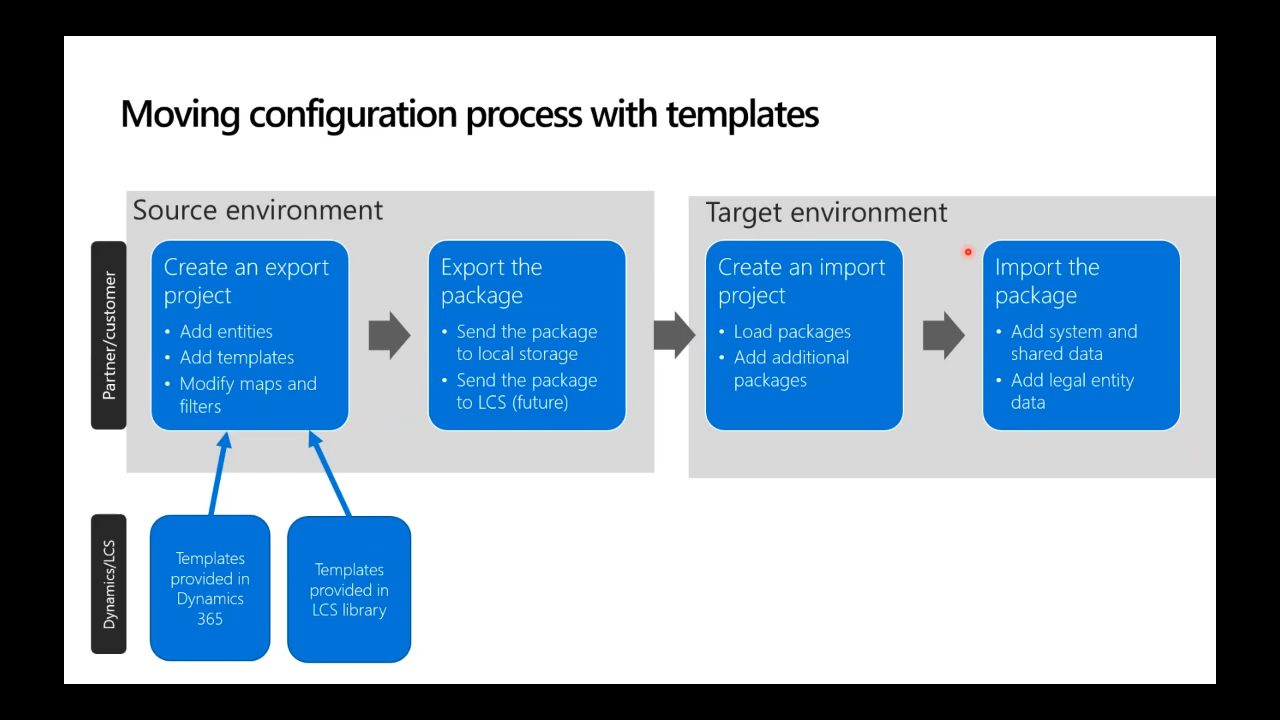 Moving configuration process with templates
Source environment
Target environment
Partner/customer
Create an export
project
• Add entities
• Add templates
• Modify maps and
filters
Export the
package
• Send the package
to local storage
• Send the package
to LCS (future)
Create an import
project
• Load packages
• Add additional
packages
Import the
package
• Add system and
shared data
• Add legal entity
data
Dynamics/LCS
Templates
provided in
Dynamics
365
Templates
provided in
LCS library